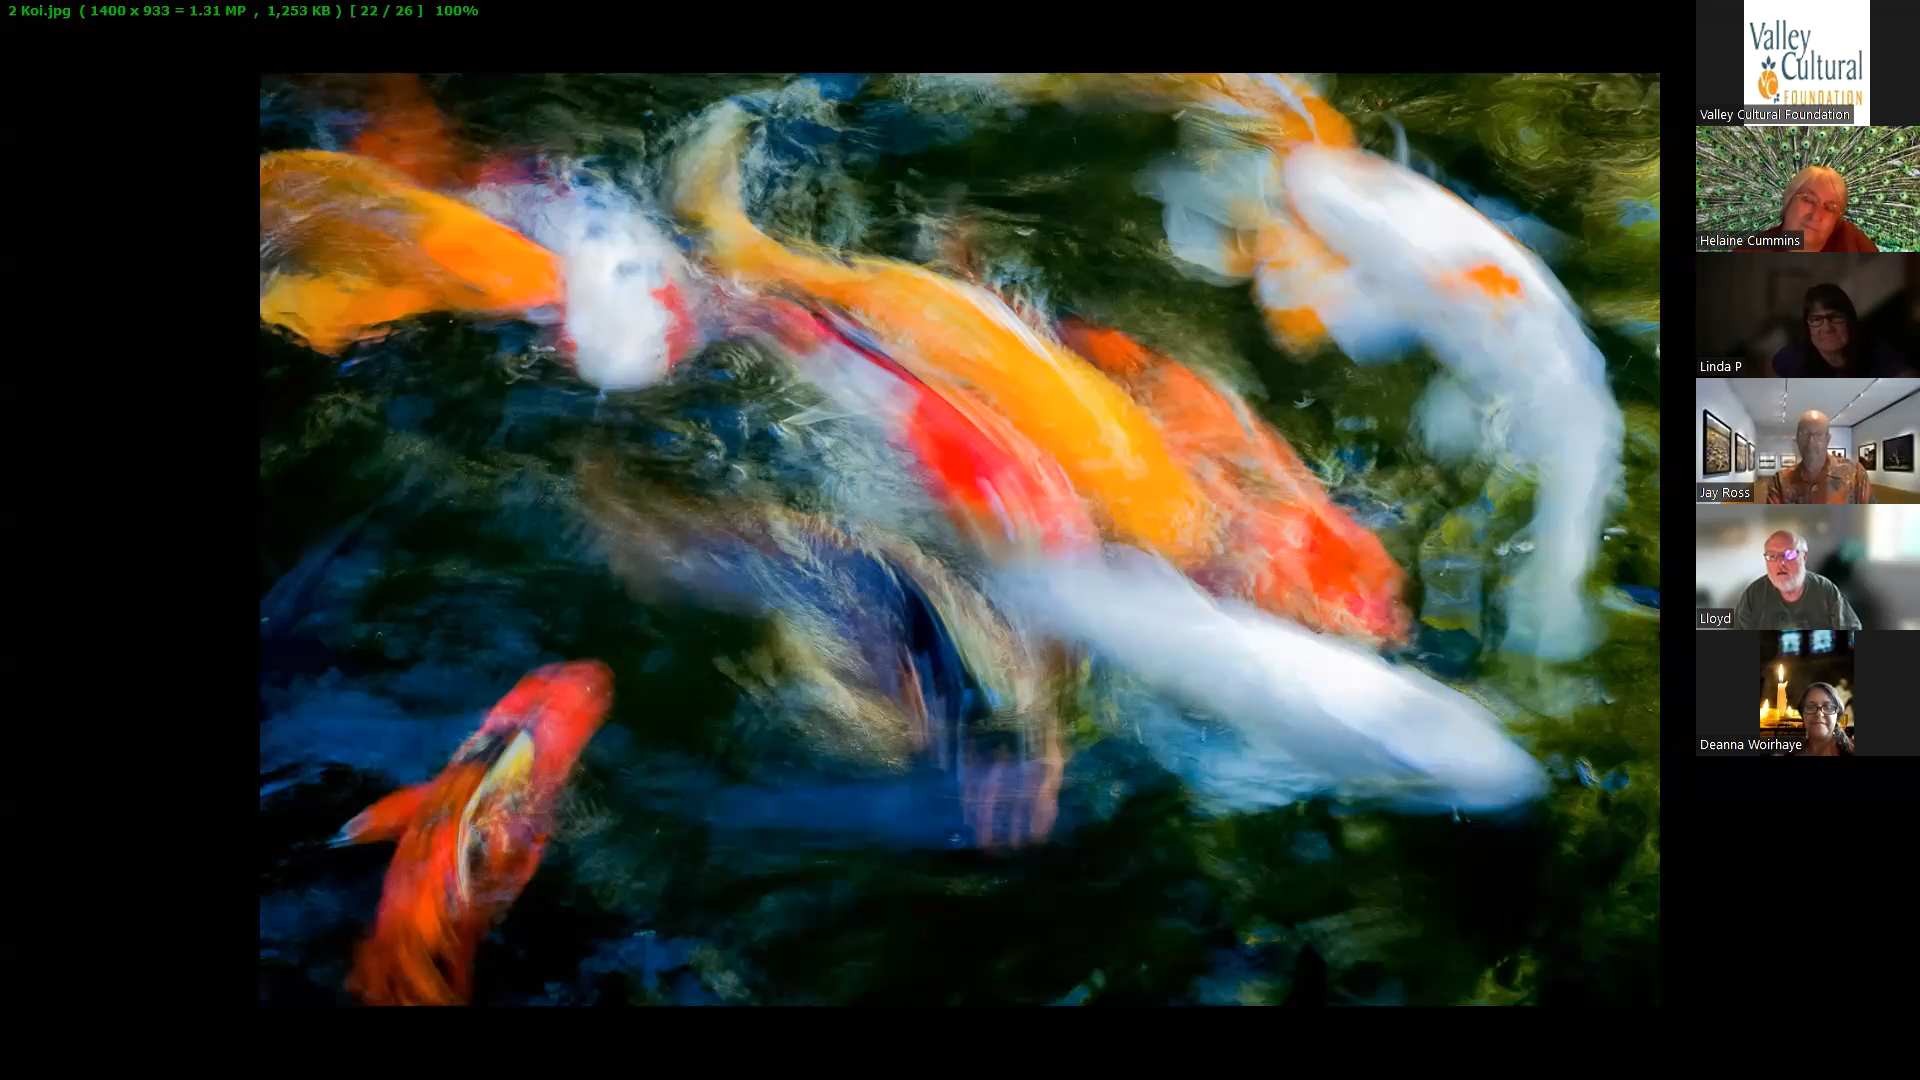 2 Koi.jpg ( 1400 x 933 = 1.31 MP , 1,253 KB ) [ 22 / 26 ] 100%
Valley
Cultural
FOUNDATION
Valley Cultural Foundation
Helaine Cummins
Linda P
Jay Ross
Lloyd
Deanna Woirhaye